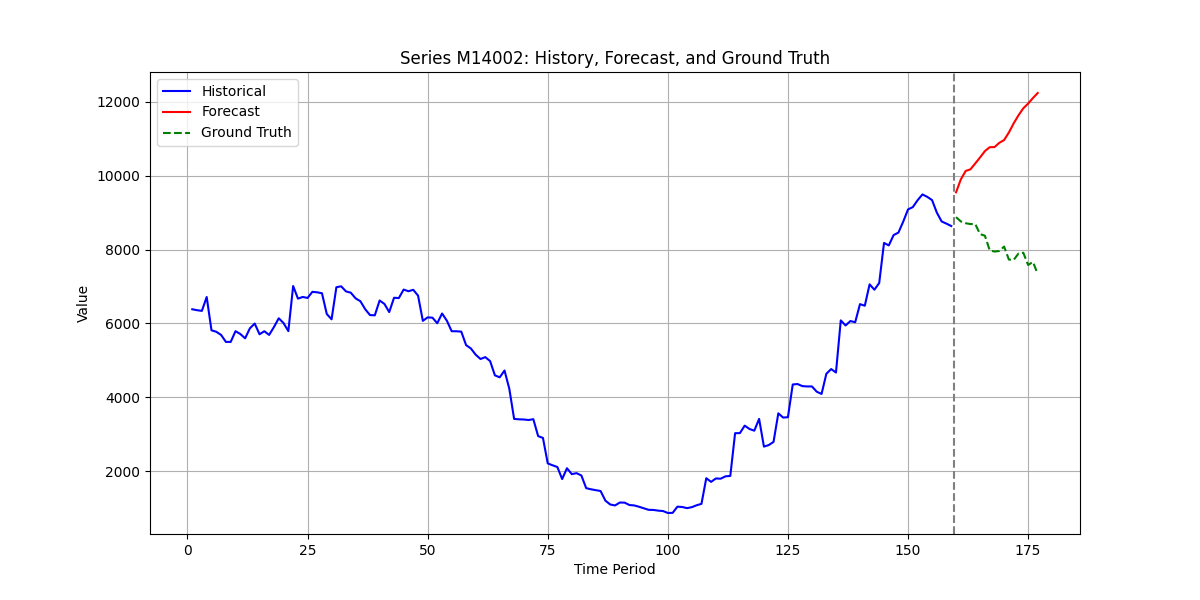 Series M14002: History, Forecast, and Ground Truth
Historical
Forecast
Ground Truth
12000
10000
8000
6000
4000
2000
Value
0 25 50 75 100 125 150 175
Time Period